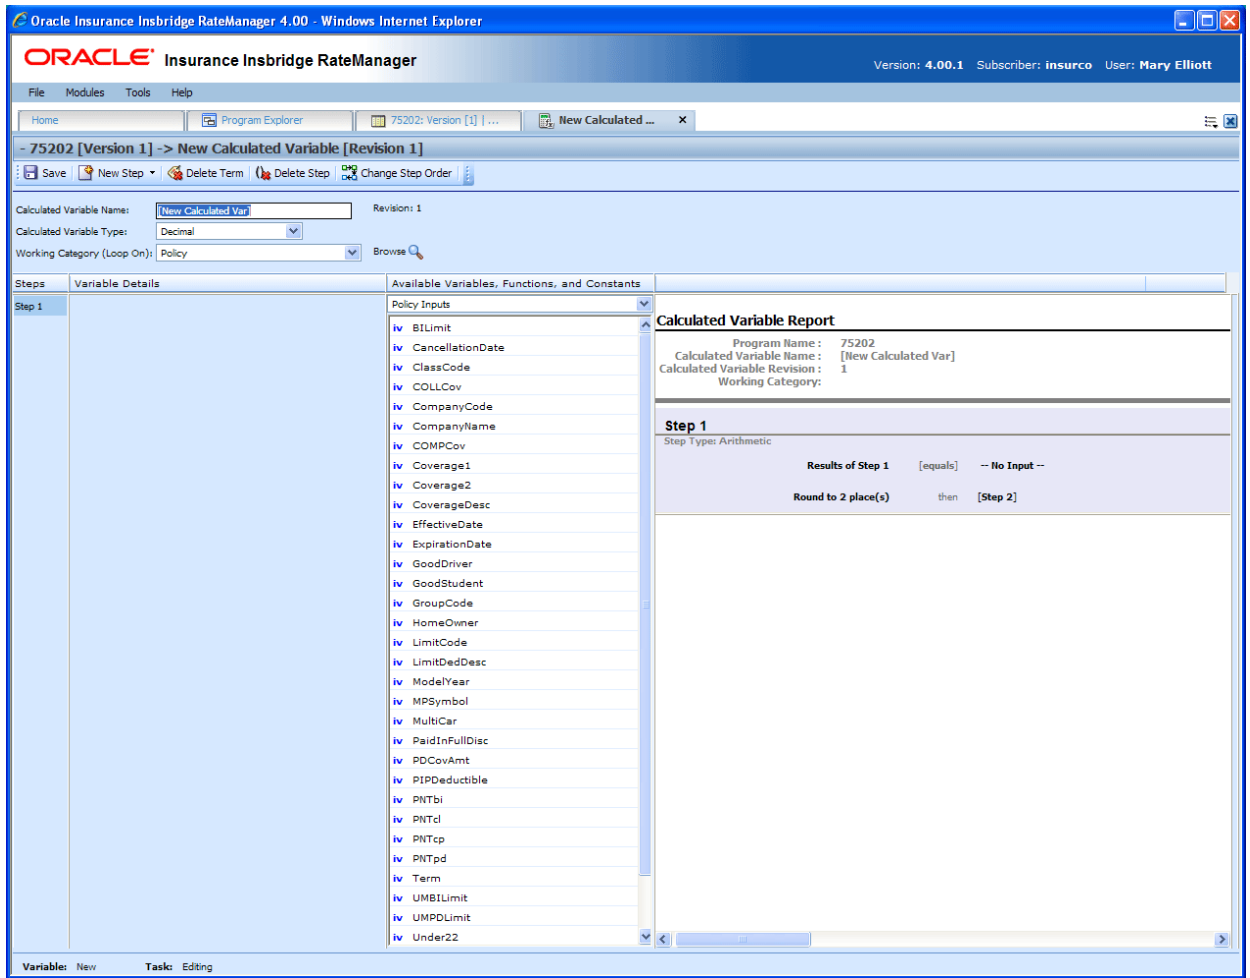 Oracle Insurance Insbridge RateManager 4.00 - Windows Internet Explorer
ORACLE Insurance Insbridge RateManager
Version: 4.00.1 Subscriber: insurco User: Mary Elliott
File Modules Tools Help
Home Program Explorer 75202: Version [1] | ... New Calculated ... x
- 75202 [Version 1] -> New Calculated Variable [Revision 1]
Save New Step Delete Term Delete Step Change Step Order
Calculated Variable Name: [New Calculated Var] Revision: 1
Calculated Variable Type: Decimal
Working Category (Loop On): Policy Browse
Steps Variable Details Available Variables, Functions, and Constants
Step 1
Policy Inputs
iv BILimit
iv CancellationDate
iv ClassCode
iv COLLCov
iv CompanyCode
iv CompanyName
iv COMPCov
iv Coverage1
iv Coverage2
iv CoverageDesc
iv EffectiveDate
iv ExpirationDate
iv GoodDriver
iv GoodStudent
iv GroupCode
iv HomeOwner
iv LimitCode
iv LimitDedDesc
iv ModelYear
iv MPSymbol
iv MultiCar
iv PaidInFullDisc
iv PDCovAmt
iv PIPDeductible
iv PNTbi
iv PNTcl
iv PNTcp
iv PNTpd
iv Term
iv UMBILimit
iv UMPDLimit
iv Under22
Calculated Variable Report
Program Name : 75202
Calculated Variable Name : [New Calculated Var]
Calculated Variable Revision : 1
Working Category:
Step 1
Step Type: Arithmetic
Results of Step 1 [equals] -- No Input --
Round to 2 place(s) then [Step 2]
Variable: New Task: Editing